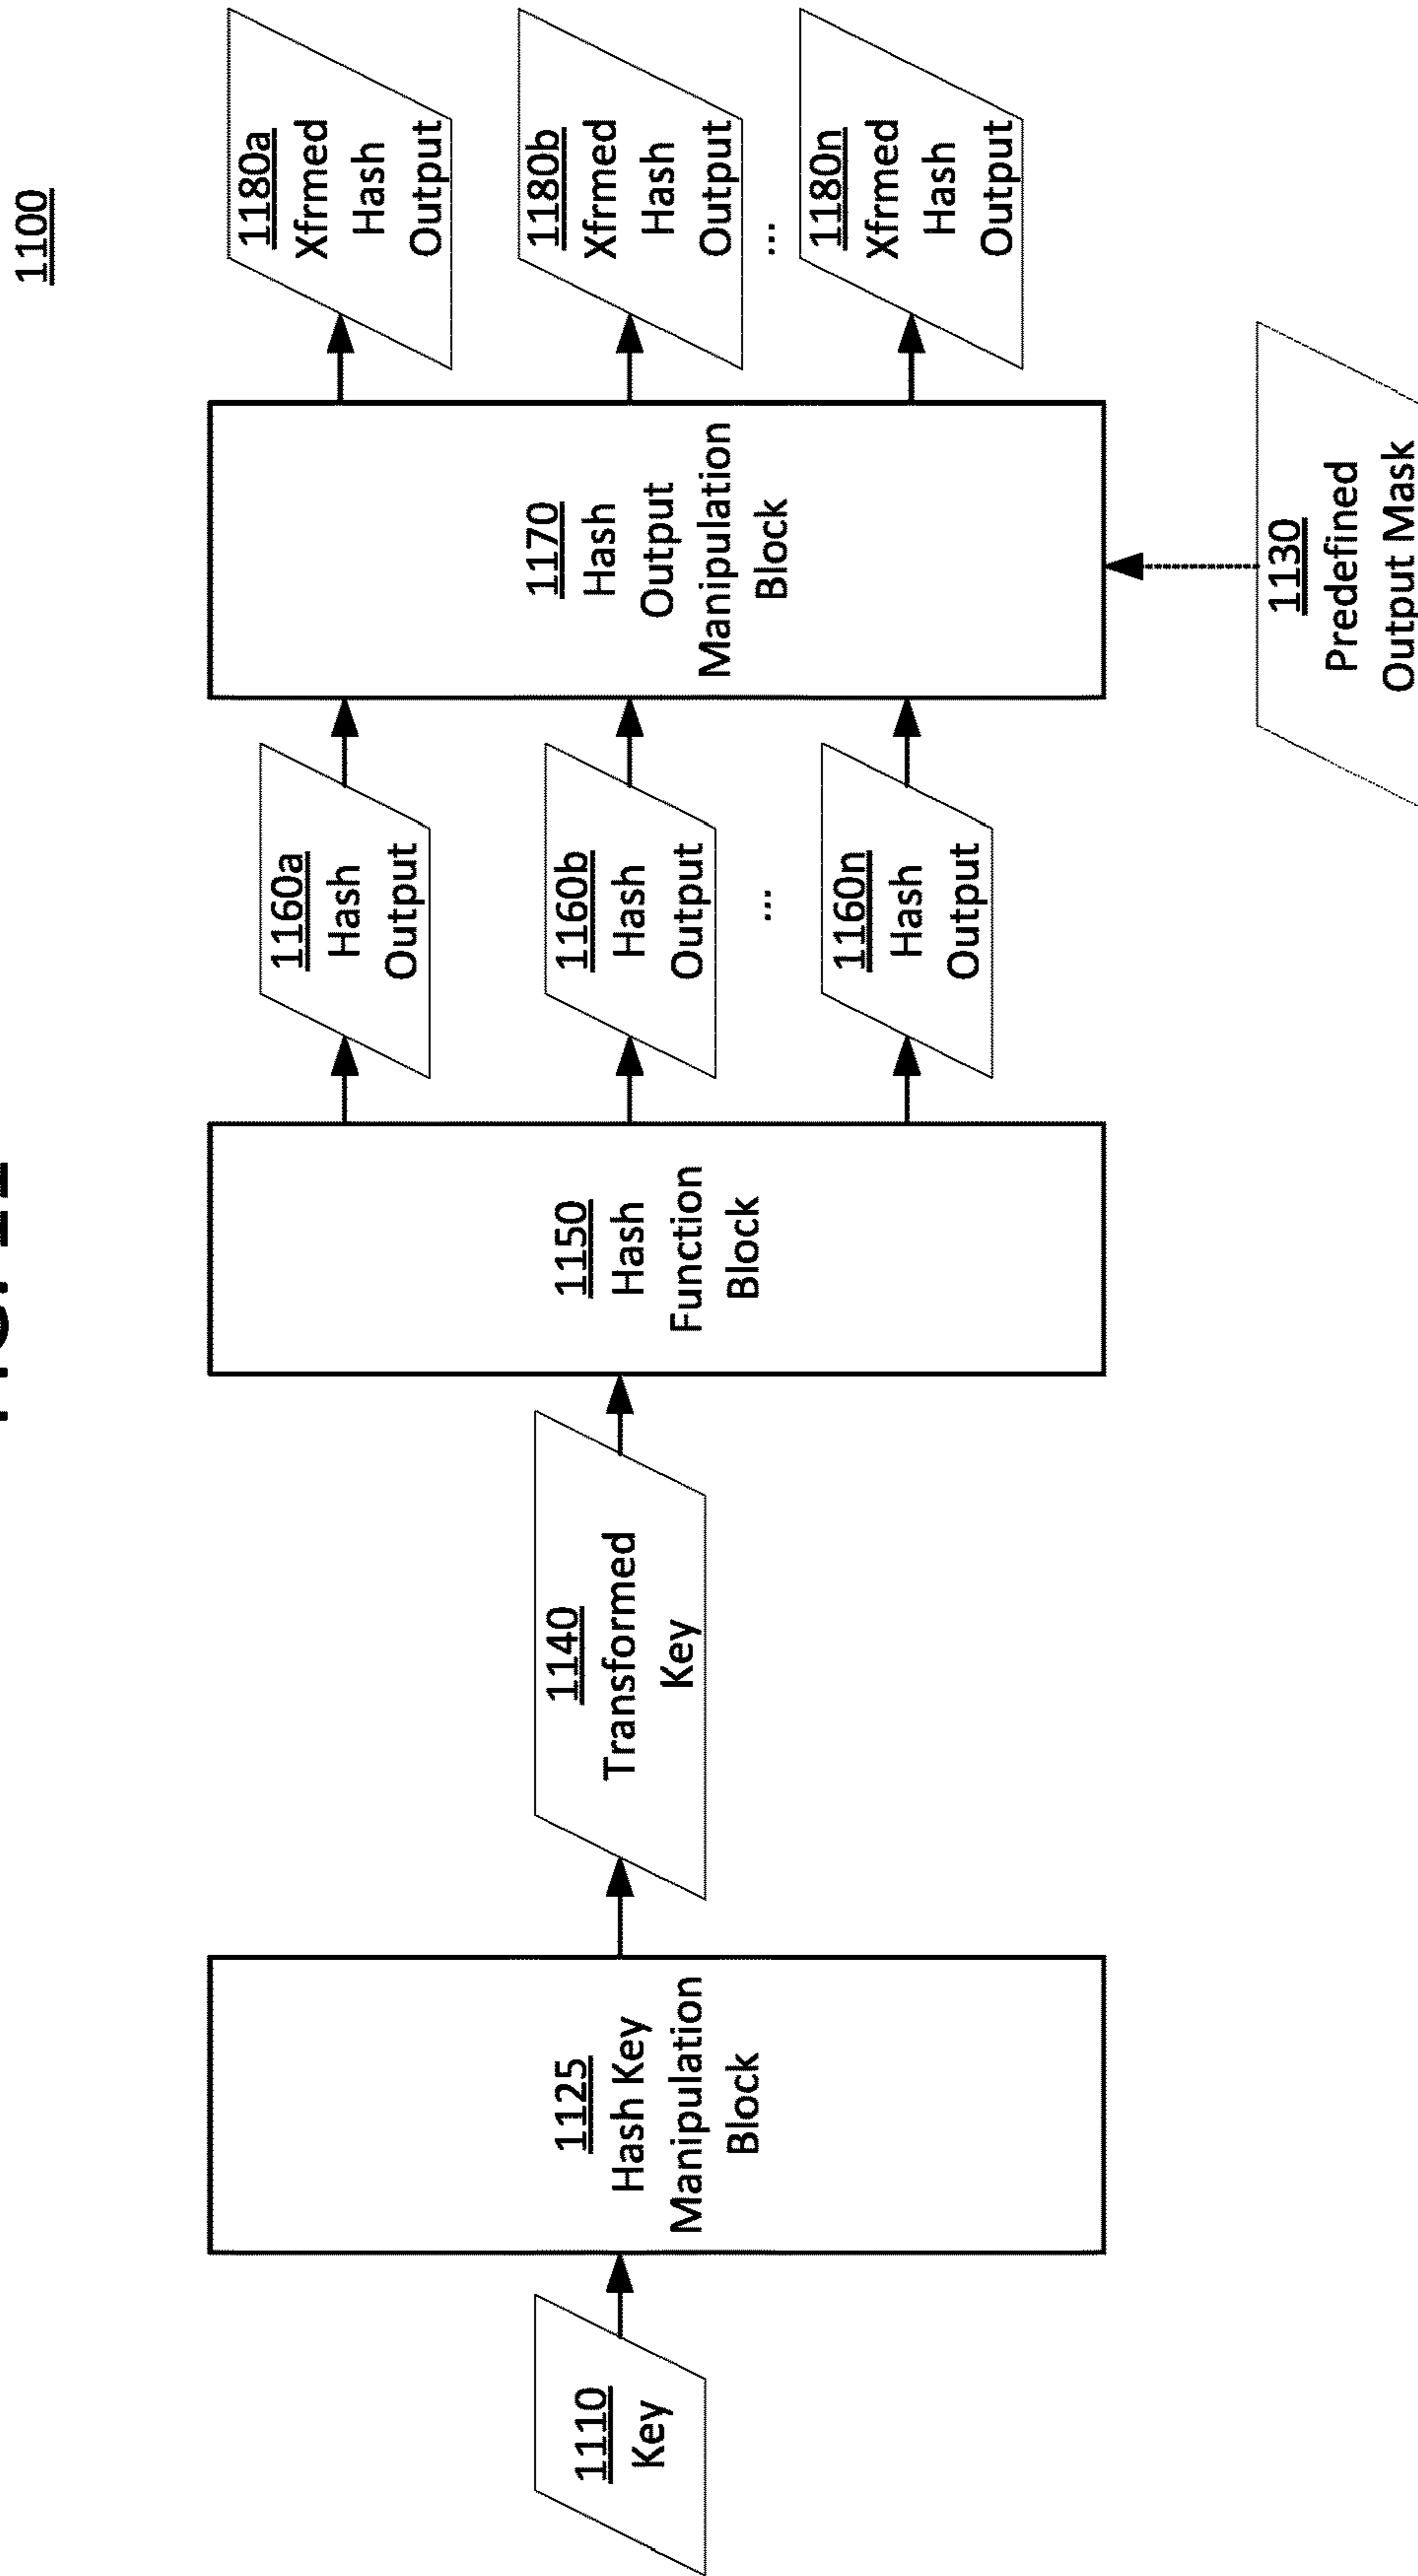 1100
1110
Key
1125
Hash Key
Manipulation
Block
1140
Transformed
Key
1150
Hash
Function
Block
1160a
Hash
Output
1160b
Hash
Output
...
1160n
Hash
Output
1170
Hash
Output
Manipulation
Block
1180a
Xfrmed
Hash
Output
1180b
Xfrmed
Hash
Output
...
1180n
Xfrmed
Hash
Output
1130
Predefined
Output Mask